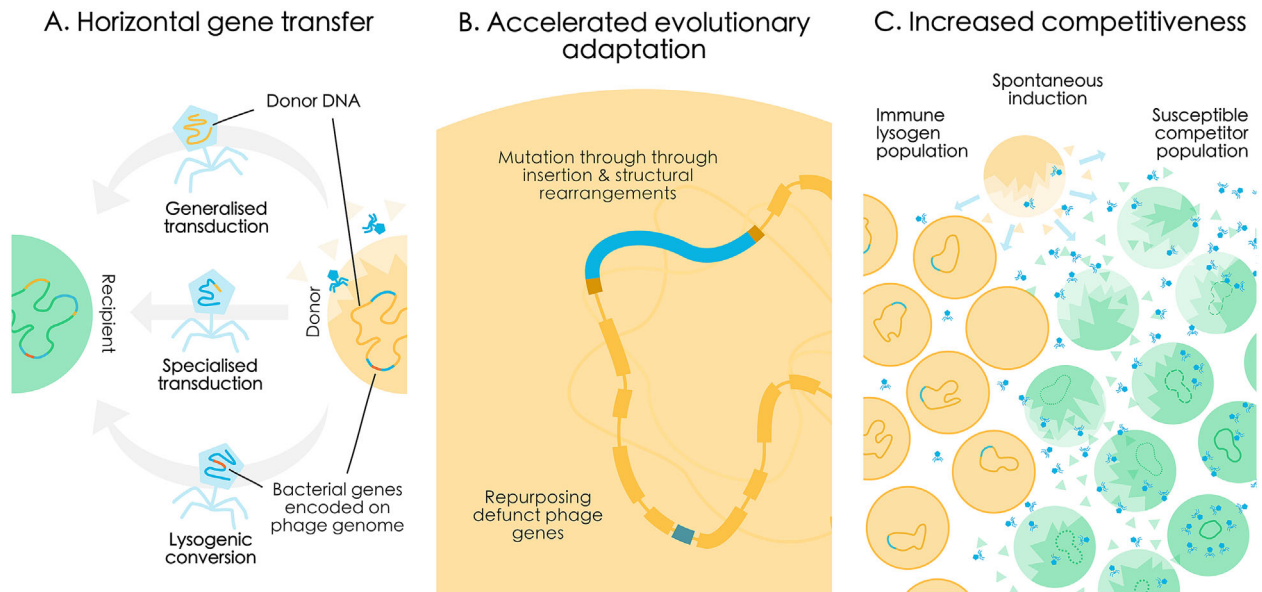 A. Horizontal gene transfer
Donor DNA
Generalised
transduction
Recipient
Donor
Specialised
transduction
Bacterial genes
encoded on
phage genome
Lysogenic
conversion
B. Accelerated evolutionary
adaptation
Mutation through through
insertion & structural
rearrangements
Repurposing
defunct phage
genes
C. Increased competitiveness
Spontaneous
induction
Immune
lysogen
population
Susceptible
competitor
population